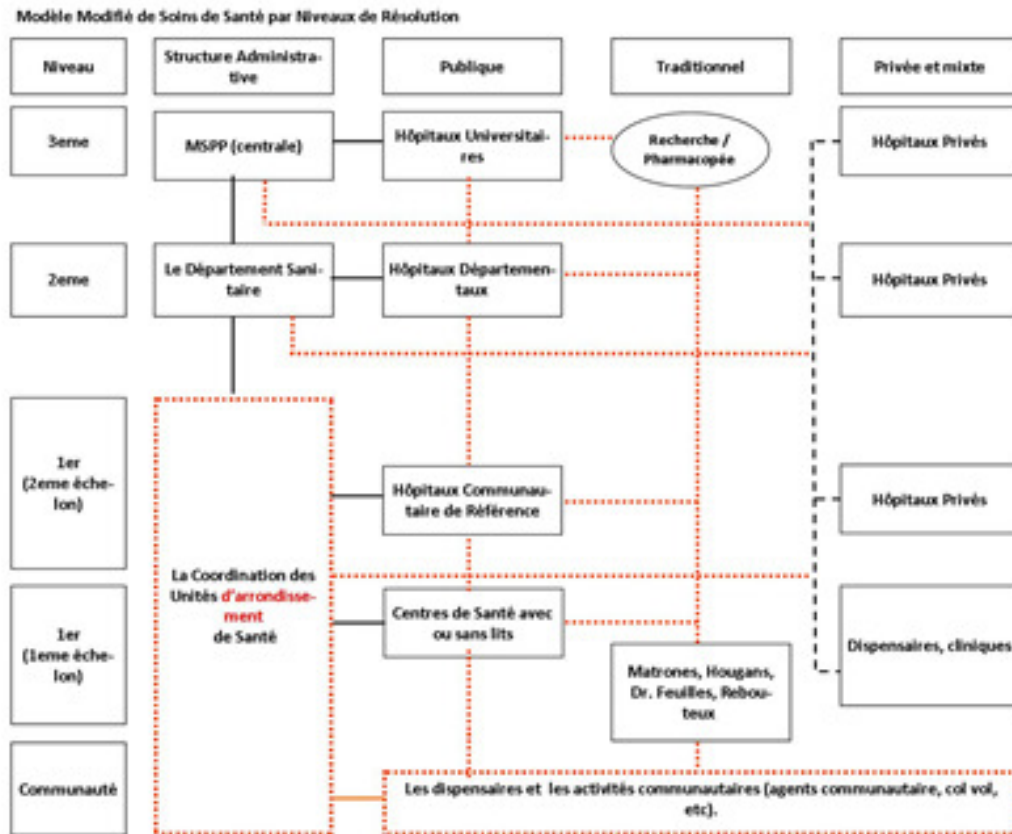 Modèle Modifié de Soins de Santé par Niveaux de Résolution
Niveau
Structure Administra-
tive
Publique
Traditionnel
Privée et mixte
3eme
MSPP (centrale)
Hôpitaux Universitai-
res
Recherche /
Pharmacopée
Hôpitaux Privés
2eme
Le Département Sani-
taire
Hôpitaux Départemen-
taux
Hôpitaux Privés
1er
(2eme éche-
lon)
Hôpitaux Communau-
taire de Référence
Hôpitaux Privés
La Coordination des
Unités d'arrondisse-
ment
de Santé
1er
(1eme éche-
lon)
Centres de Santé avec
ou sans lits
Matrones, Hougans,
Dr. Feuilles, Rebou-
teux
Dispensaires, cliniques
Communauté
Les dispensaires et les activités communautaires (agents communautaire, col vol,
etc).